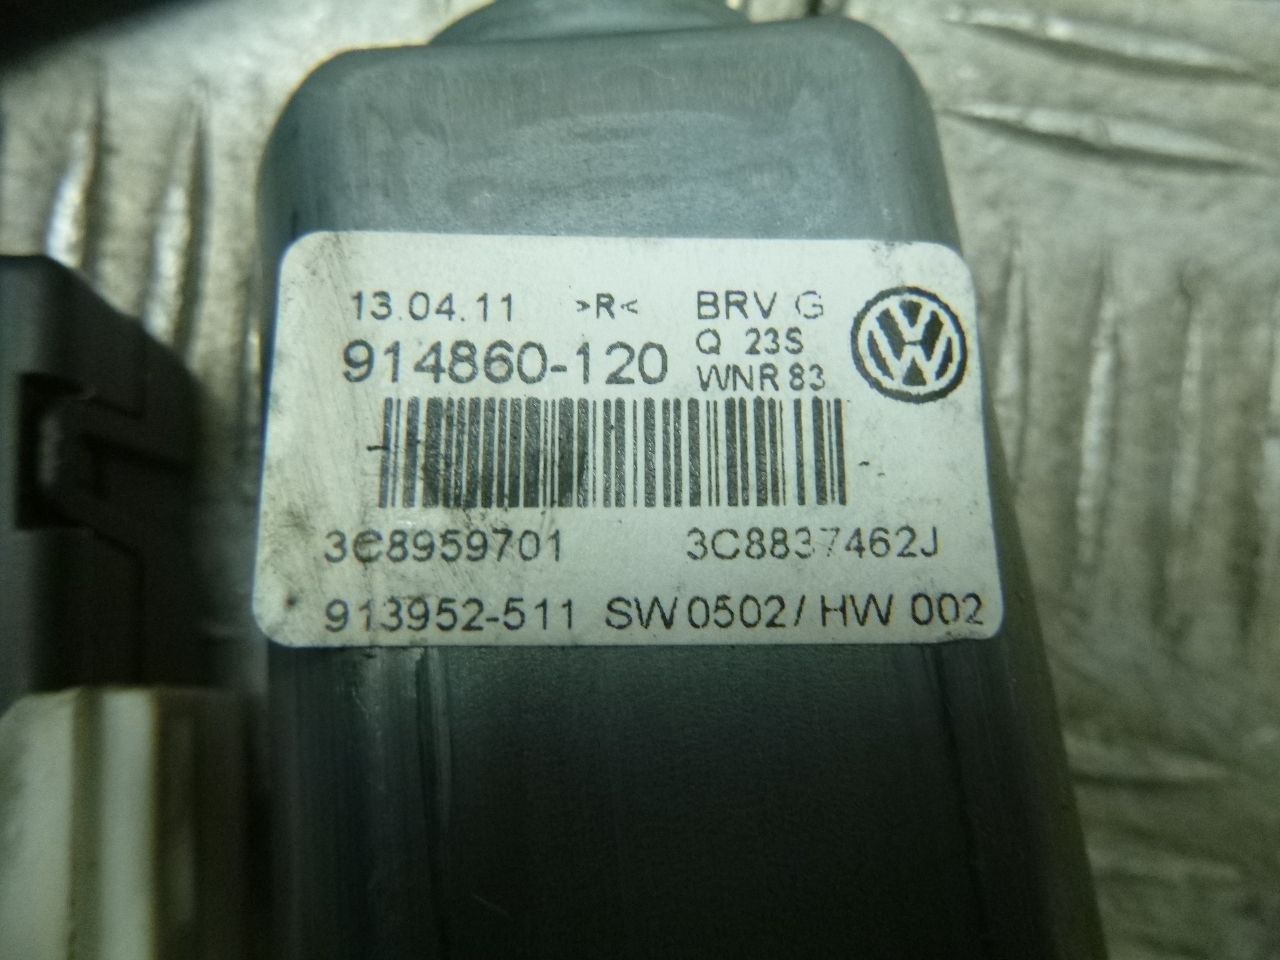 13.04.11 >R< BRV G
914860-120 Q 23S
WNR 83
3C8959701 3C8837462J
913952-511 SW 0502/ HW 002